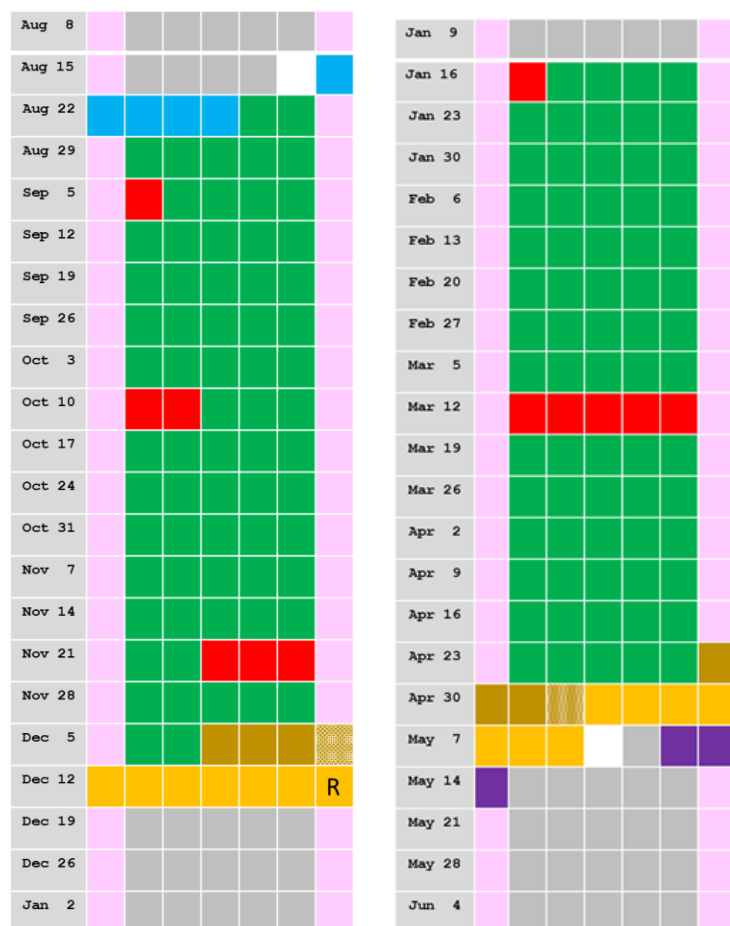 Aug 8
Aug 15
Aug 22
Aug 29
Sep 5
Sep 12
Sep 19
Sep 26
Oct 3
Oct 10
Oct 17
Oct 24
Oct 31
Nov 7
Nov 14
Nov 21
Nov 28
Dec 5
Dec 12 R
Dec 19
Dec 26
Jan 2
Jan 9
Jan 16
Jan 23
Jan 30
Feb 6
Feb 13
Feb 20
Feb 27
Mar 5
Mar 12
Mar 19
Mar 26
Apr 2
Apr 9
Apr 16
Apr 23
Apr 30
May 7
May 14
May 21
May 28
Jun 4